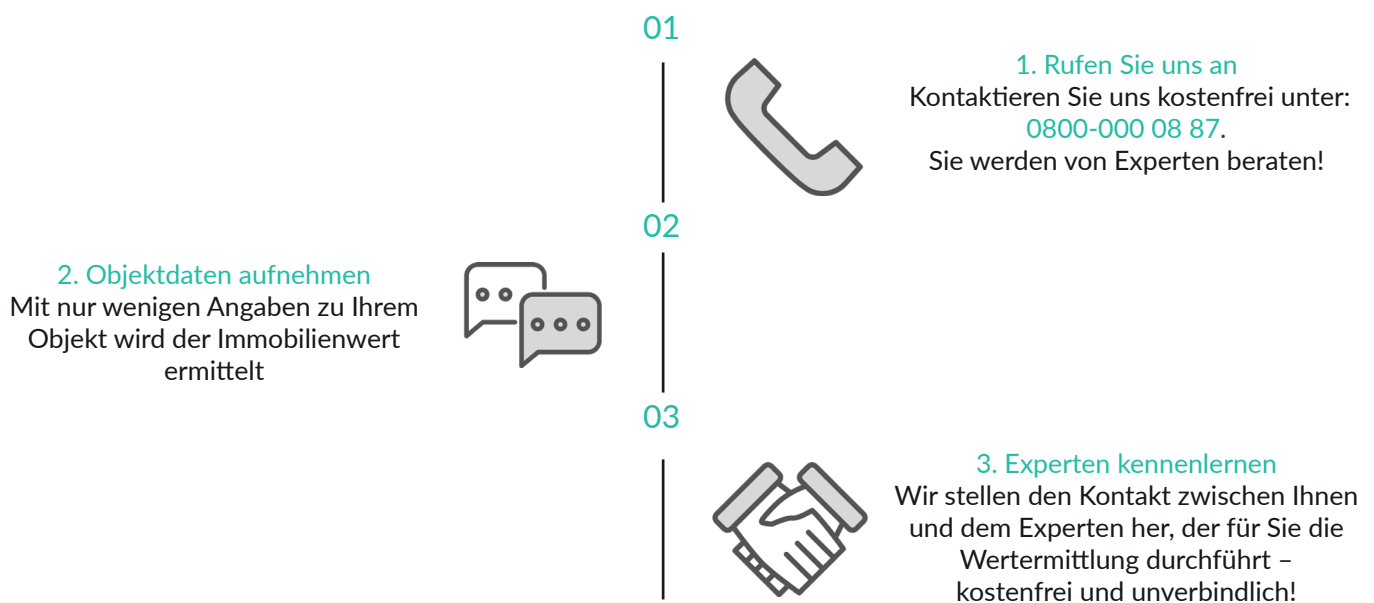 01
1. Rufen Sie uns an
Kontaktieren Sie uns kostenfrei unter:
0800-000 08 87.
Sie werden von Experten beraten!
02
2. Objektdaten aufnehmen
Mit nur wenigen Angaben zu Ihrem
Objekt wird der Immobilienwert
ermittelt
03
3. Experten kennenlernen
Wir stellen den Kontakt zwischen Ihnen
und dem Experten her, der für Sie die
Wertermittlung durchführt –
kostenfrei und unverbindlich!